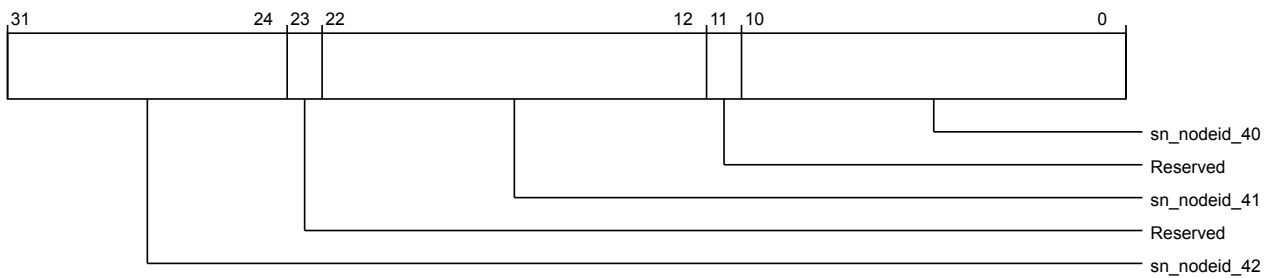 31 24 23 22 12 11 10 0
sn_nodeid_40
Reserved
sn_nodeid_41
Reserved
sn_nodeid_42